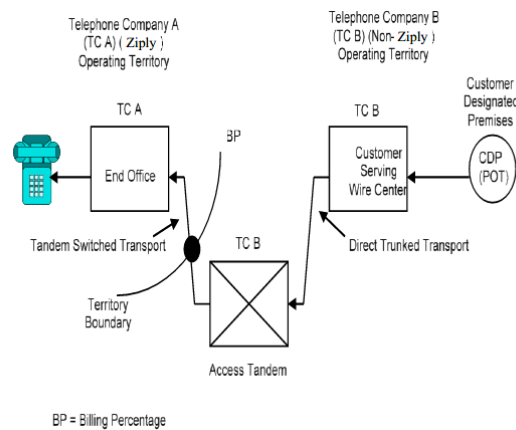 Telephone Company A
(TC A) ( Ziply )
Operating Territory
Telephone Company B
(TC B) (Non- Ziply )
Operating Territory
Customer
Designated
Premises
TC A
BP
TC B
End Office
Customer
Serving
Wire Center
CDP
(POT)
Tandem Switched Transport
TC B
Direct Trunked Transport
Territory
Boundary
Access Tandem
BP = Billing Percentage